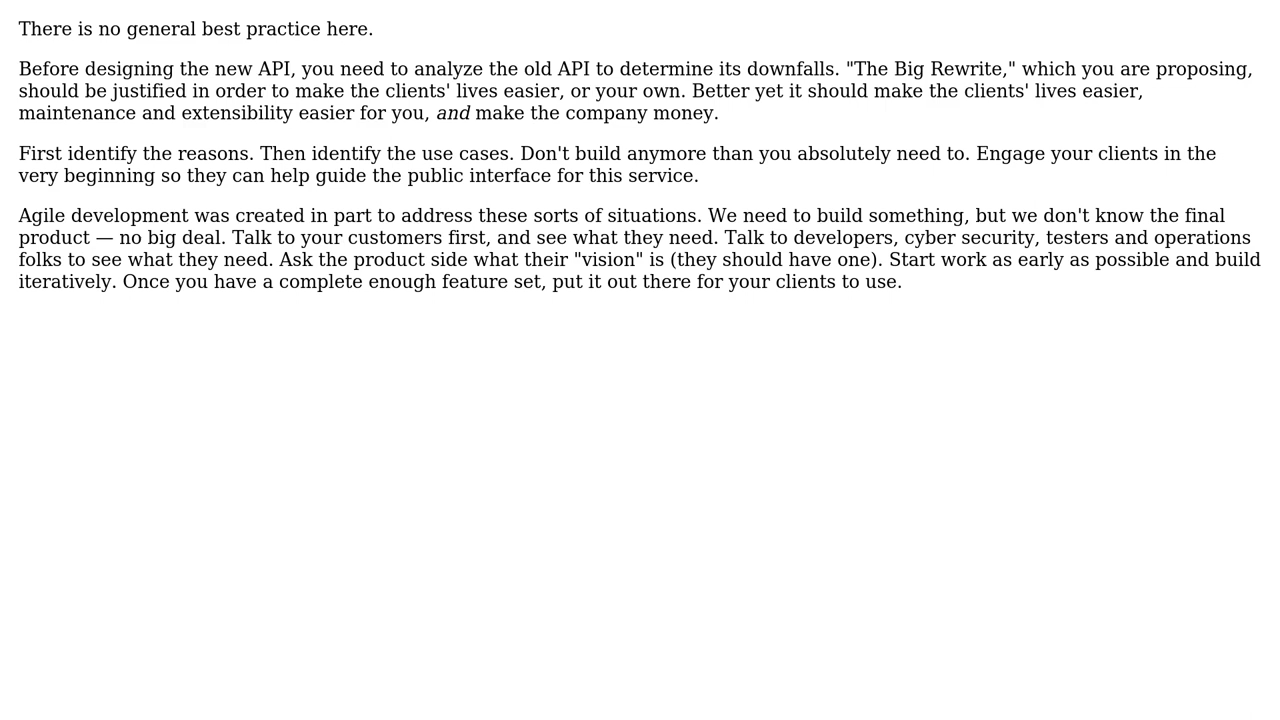 There is no general best practice here.
Before designing the new API, you need to analyze the old API to determine its downfalls. "The Big Rewrite," which you are proposing,
should be justified in order to make the clients' lives easier, or your own. Better yet it should make the clients' lives easier,
maintenance and extensibility easier for you, and make the company money.
First identify the reasons. Then identify the use cases. Don't build anymore than you absolutely need to. Engage your clients in the
very beginning so they can help guide the public interface for this service.
Agile development was created in part to address these sorts of situations. We need to build something, but we don't know the final
product — no big deal. Talk to your customers first, and see what they need. Talk to developers, cyber security, testers and operations
folks to see what they need. Ask the product side what their "vision" is (they should have one). Start work as early as possible and build
iteratively. Once you have a complete enough feature set, put it out there for your clients to use.